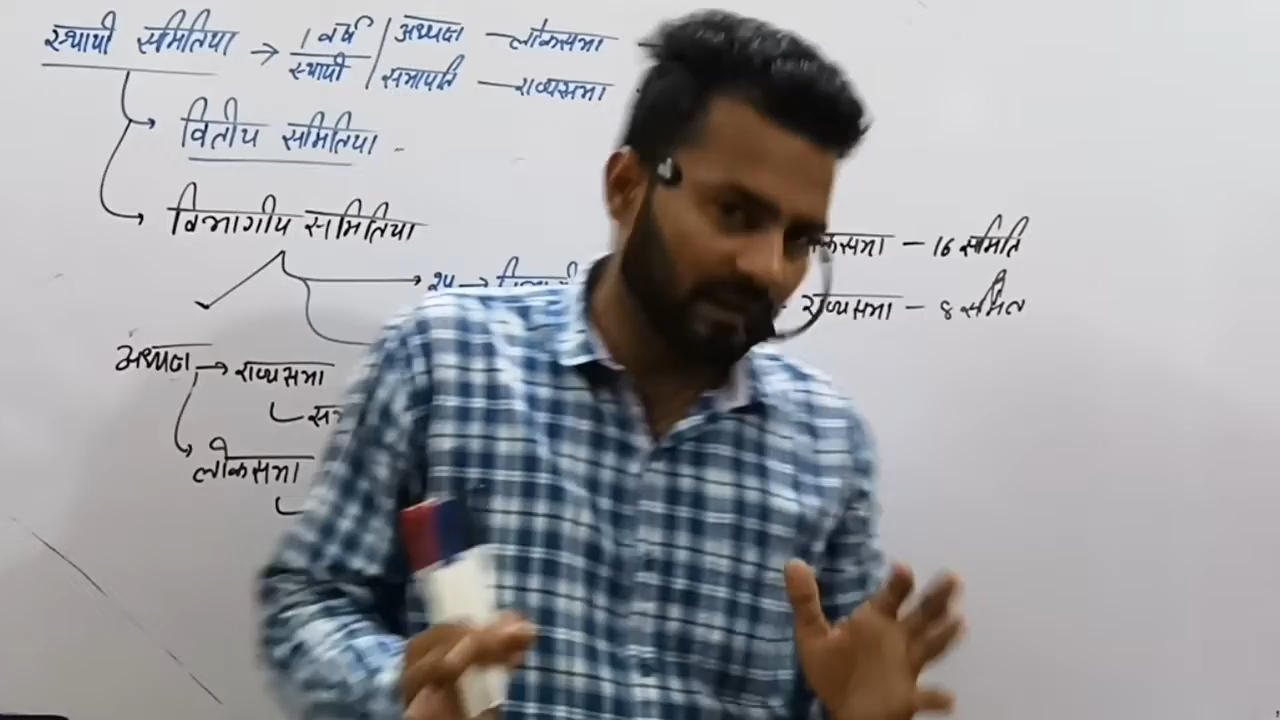 स्थायी समितिया → 1 वर्ष / स्थायी | अध्यक्ष — लोकसभा
सभापति — राज्यसभा
वित्तीय समितिया
विभागीय समितिया
२५ →
लोकसभा — 16 समिति
राज्यसभा — 8 समिति
अध्यक्ष → राज्यसभा
लोकसभा